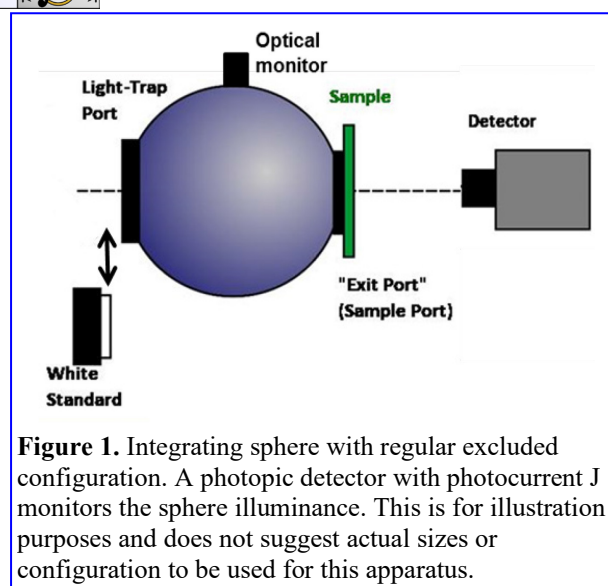 Optical
monitor
Light-Trap
Port
Sample
Detector
"Exit Port"
(Sample Port)
White
Standard
Figure 1. Integrating sphere with regular excluded
configuration. A photopic detector with photocurrent J
monitors the sphere illuminance. This is for illustration
purposes and does not suggest actual sizes or
configuration to be used for this apparatus.